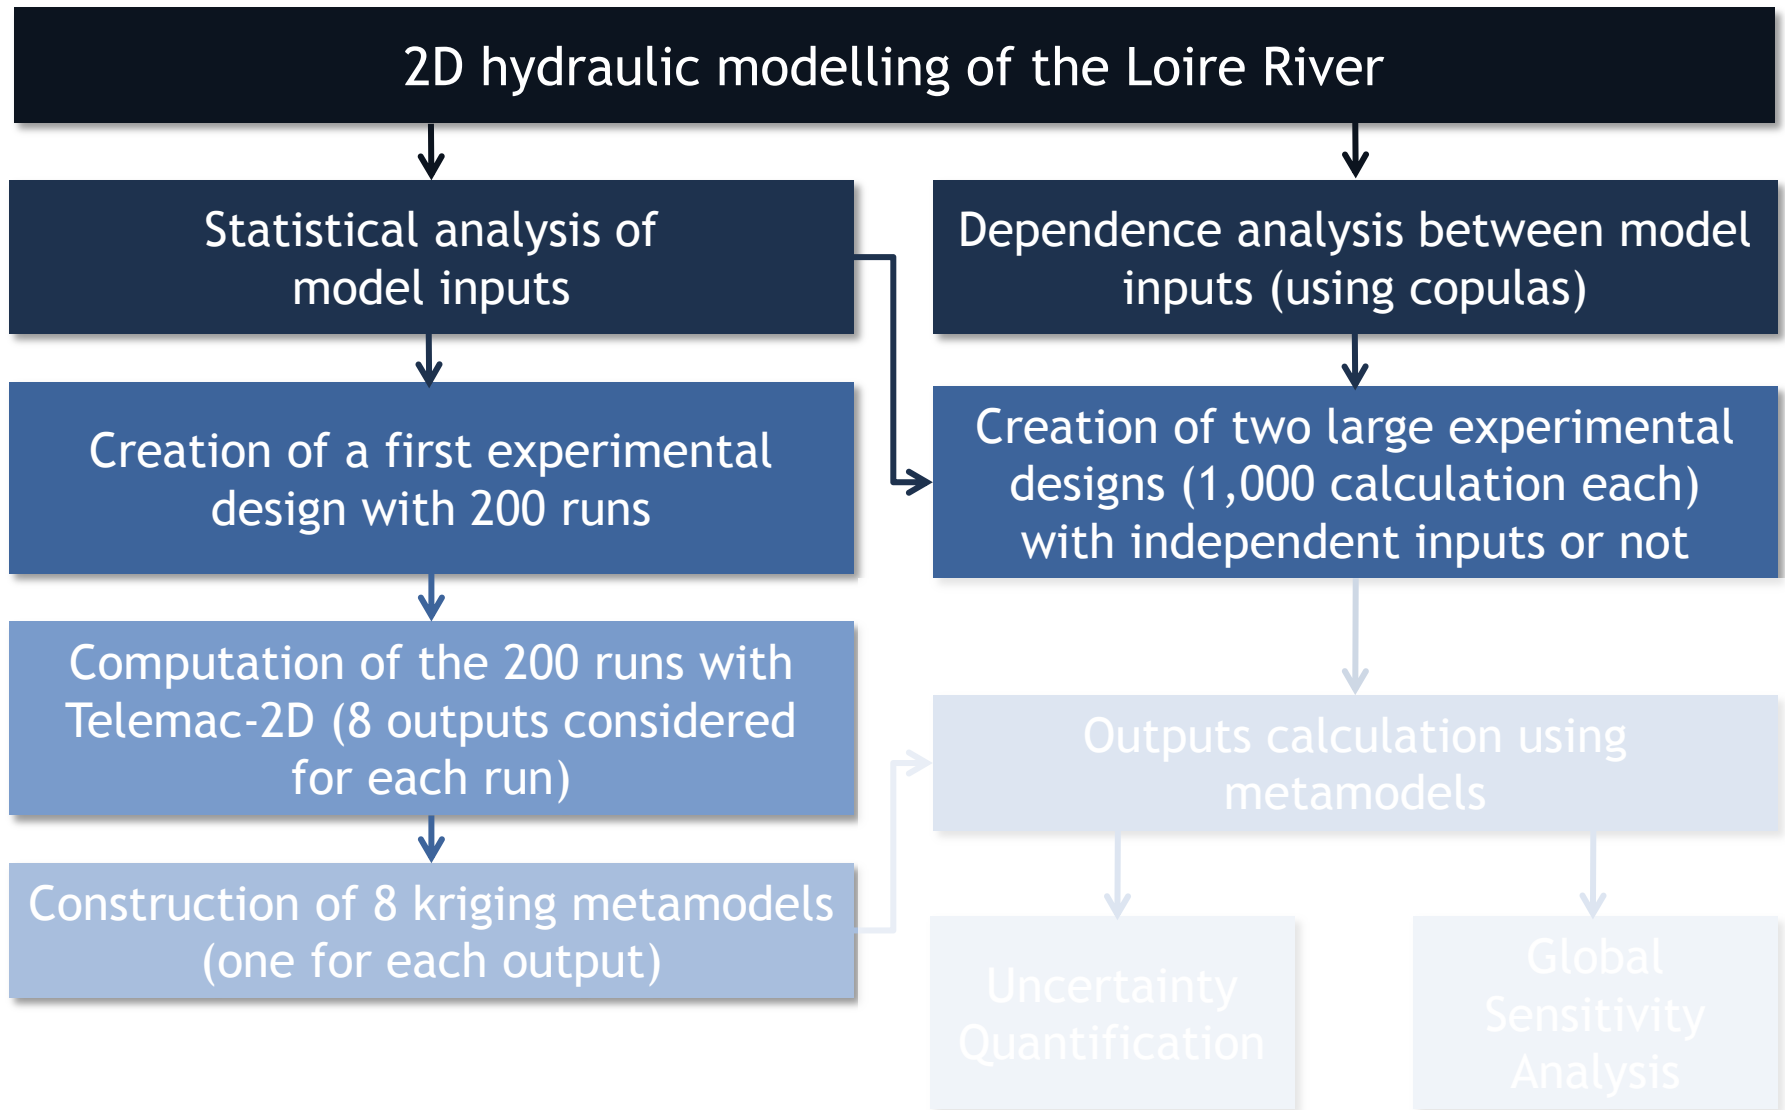 2D hydraulic modelling of the Loire River
Statistical analysis of
model inputs
Dependence analysis between model
inputs (using copulas)
Creation of a first experimental
design with 200 runs
Creation of two large experimental
designs (1,000 calculation each)
with independent inputs or not
Computation of the 200 runs with
Telemac-2D (8 outputs considered
for each run)
Outputs calculation using
metamodels
Construction of 8 kriging metamodels
(one for each output)
Uncertainty
Quantification
Global
Sensitivity
Analysis